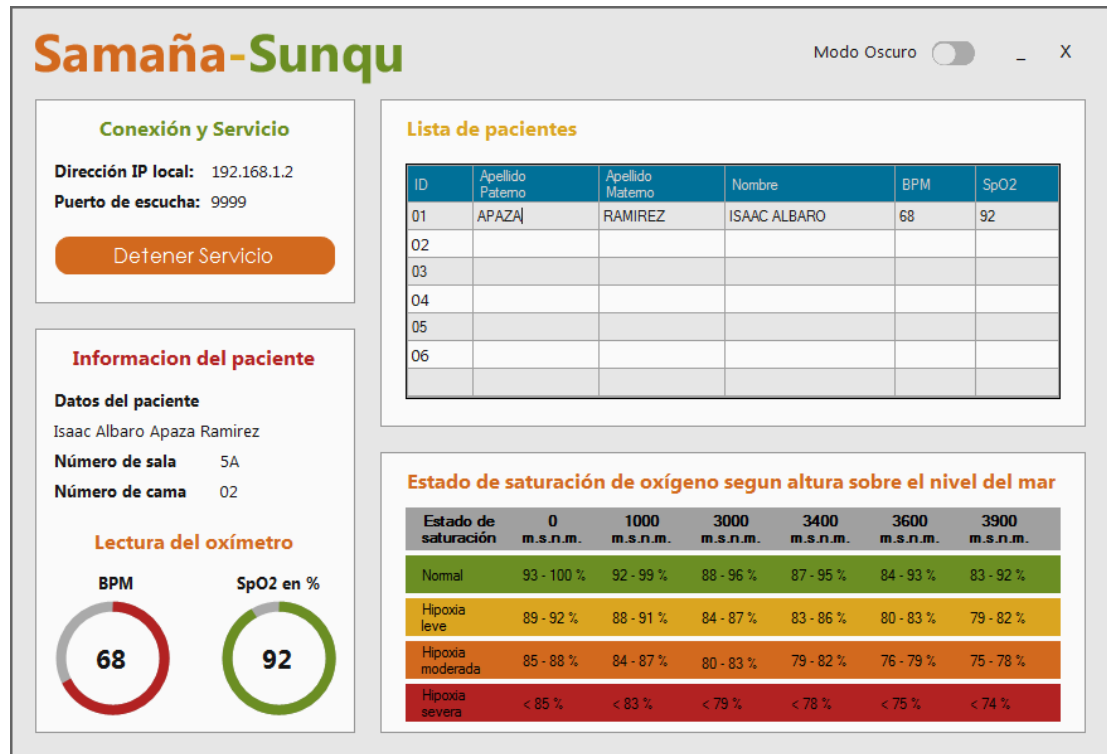 Samaña-Sunqu
Modo Oscuro _ X
Conexión y Servicio
Dirección IP local: 192.168.1.2
Puerto de escucha: 9999
Detener Servicio
Informacion del paciente
Datos del paciente
Isaac Albaro Apaza Ramirez
Número de sala 5A
Número de cama 02
Lectura del oxímetro
BPM SpO2 en %
68 92
Lista de pacientes
ID Apellido Paterno Apellido Materno Nombre BPM SpO2
01 APAZA RAMIREZ ISAAC ALBARO 68 92
02
03
04
05
06
Estado de saturación de oxígeno segun altura sobre el nivel del mar
Estado de saturación 0 m.s.n.m. 1000 m.s.n.m. 3000 m.s.n.m. 3400 m.s.n.m. 3600 m.s.n.m. 3900 m.s.n.m.
Normal 93 - 100 % 92 - 99 % 88 - 96 % 87 - 95 % 84 - 93 % 83 - 92 %
Hipoxia leve 89 - 92 % 88 - 91 % 84 - 87 % 83 - 86 % 80 - 83 % 79 - 82 %
Hipoxia moderada 85 - 88 % 84 - 87 % 80 - 83 % 79 - 82 % 76 - 79 % 75 - 78 %
Hipoxia severa < 85 % < 83 % < 79 % < 78 % < 75 % < 74 %